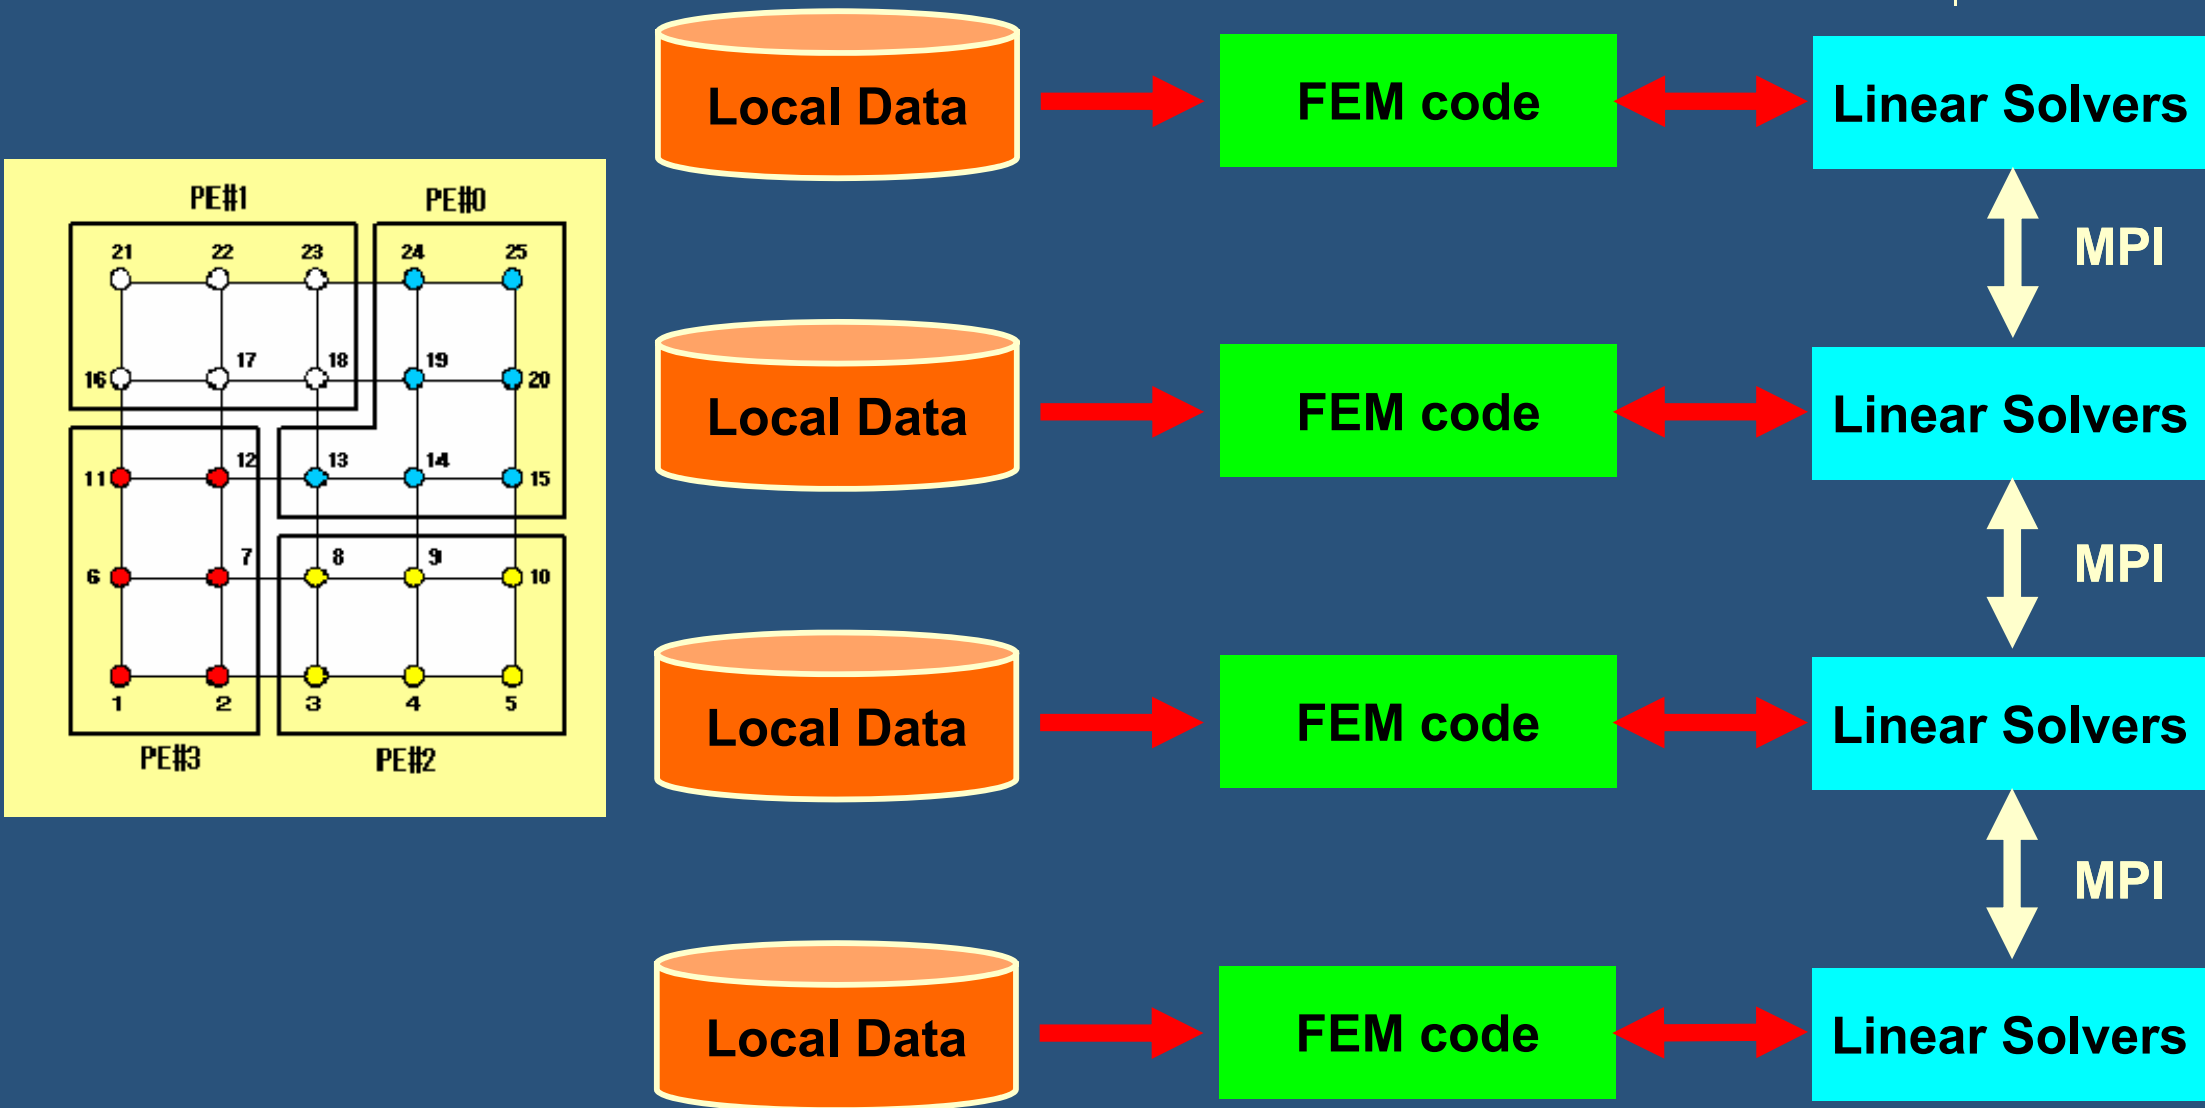 PE#1 PE#0
21 22 23 24 25
16 17 18 19 20
11 12 13 14 15
6 7 8 9 10
1 2 3 4 5
PE#3 PE#2
Local Data
FEM code
Linear Solvers
MPI
Local Data
FEM code
Linear Solvers
MPI
Local Data
FEM code
Linear Solvers
MPI
Local Data
FEM code
Linear Solvers